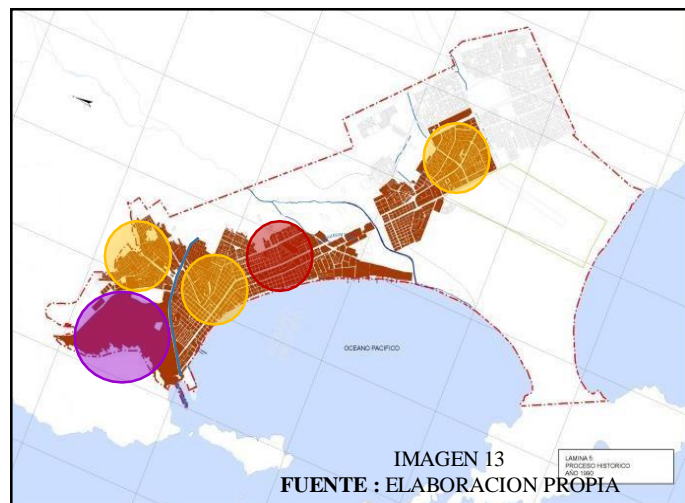 OCEANO PACIFICO
IMAGEN 13
FUENTE : ELABORACION PROPIA
LAMINA 5:
PROCESO HISTORICO
AÑO 1990